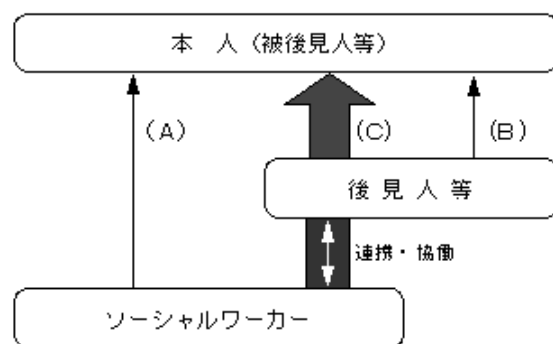 本 人（被後見人等）
（A）
（C）
（B）
後 見 人 等
連携・協働
ソーシャルワーカー